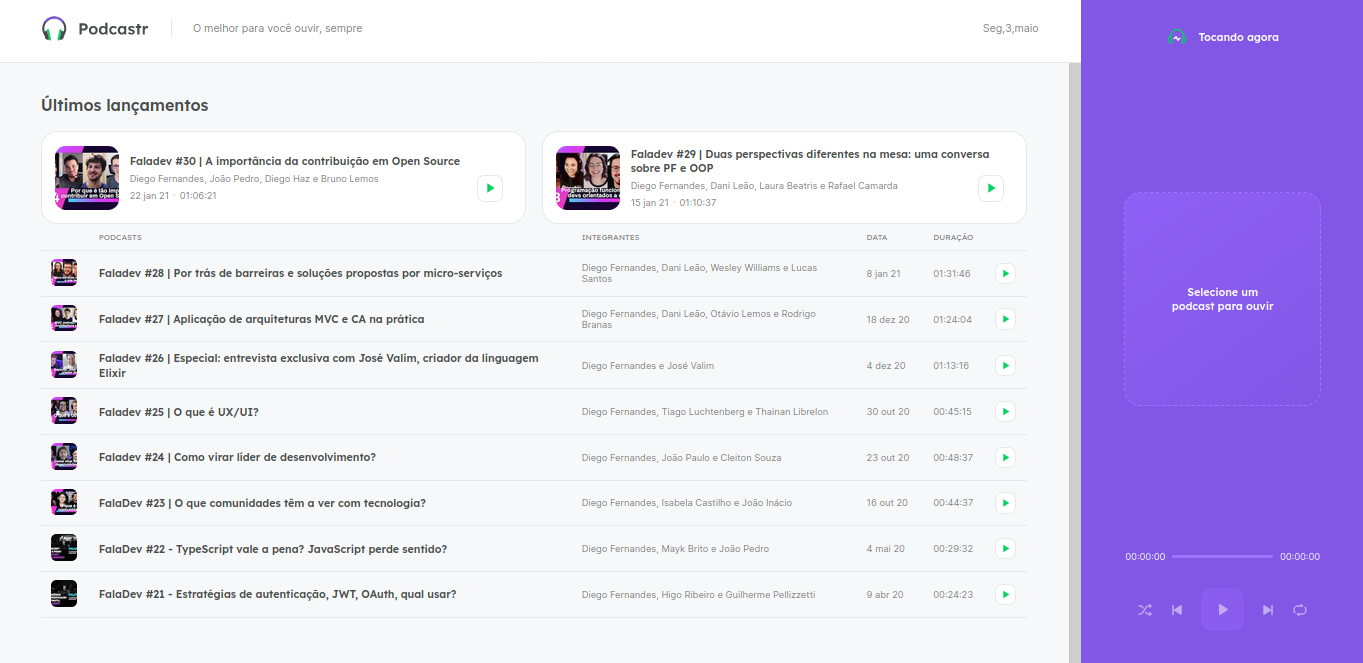 Podcastr
O melhor para você ouvir, sempre
Seg,3,maio
Tocando agora
Últimos lançamentos
Faladev #30 | A importância da contribuição em Open Source
Diego Fernandes, João Pedro, Diego Haz e Bruno Lemos
22 jan 21 · 01:06:21
Faladev #29 | Duas perspectivas diferentes na mesa: uma conversa
sobre PF e OOP
Diego Fernandes, Dani Leão, Laura Beatris e Rafael Camarda
15 jan 21 · 01:10:37
PODCASTS INTEGRANTES DATA DURAÇÃO
Faladev #28 | Por trás de barreiras e soluções propostas por micro-serviços
Diego Fernandes, Dani Leão, Wesley Williams e Lucas
Santos
8 jan 21 01:31:46
Faladev #27 | Aplicação de arquiteturas MVC e CA na prática
Diego Fernandes, Dani Leão, Otávio Lemos e Rodrigo
Branas
18 dez 20 01:24:04
Faladev #26 | Especial: entrevista exclusiva com José Valim, criador da linguagem
Elixir
Diego Fernandes e José Valim
4 dez 20 01:13:16
Faladev #25 | O que é UX/UI?
Diego Fernandes, Tiago Luchtenberg e Thainan Librelon
30 out 20 00:45:15
Faladev #24 | Como virar líder de desenvolvimento?
Diego Fernandes, João Paulo e Cleiton Souza
23 out 20 00:48:37
FalaDev #23 | O que comunidades têm a ver com tecnologia?
Diego Fernandes, Isabela Castilho e João Inácio
16 out 20 00:44:37
FalaDev #22 - TypeScript vale a pena? JavaScript perde sentido?
Diego Fernandes, Mayk Brito e João Pedro
4 mai 20 00:29:32
FalaDev #21 - Estratégias de autenticação, JWT, OAuth, qual usar?
Diego Fernandes, Higo Ribeiro e Guilherme Pellizzetti
9 abr 20 00:24:23
Selecione um
podcast para ouvir
00:00:00 00:00:00